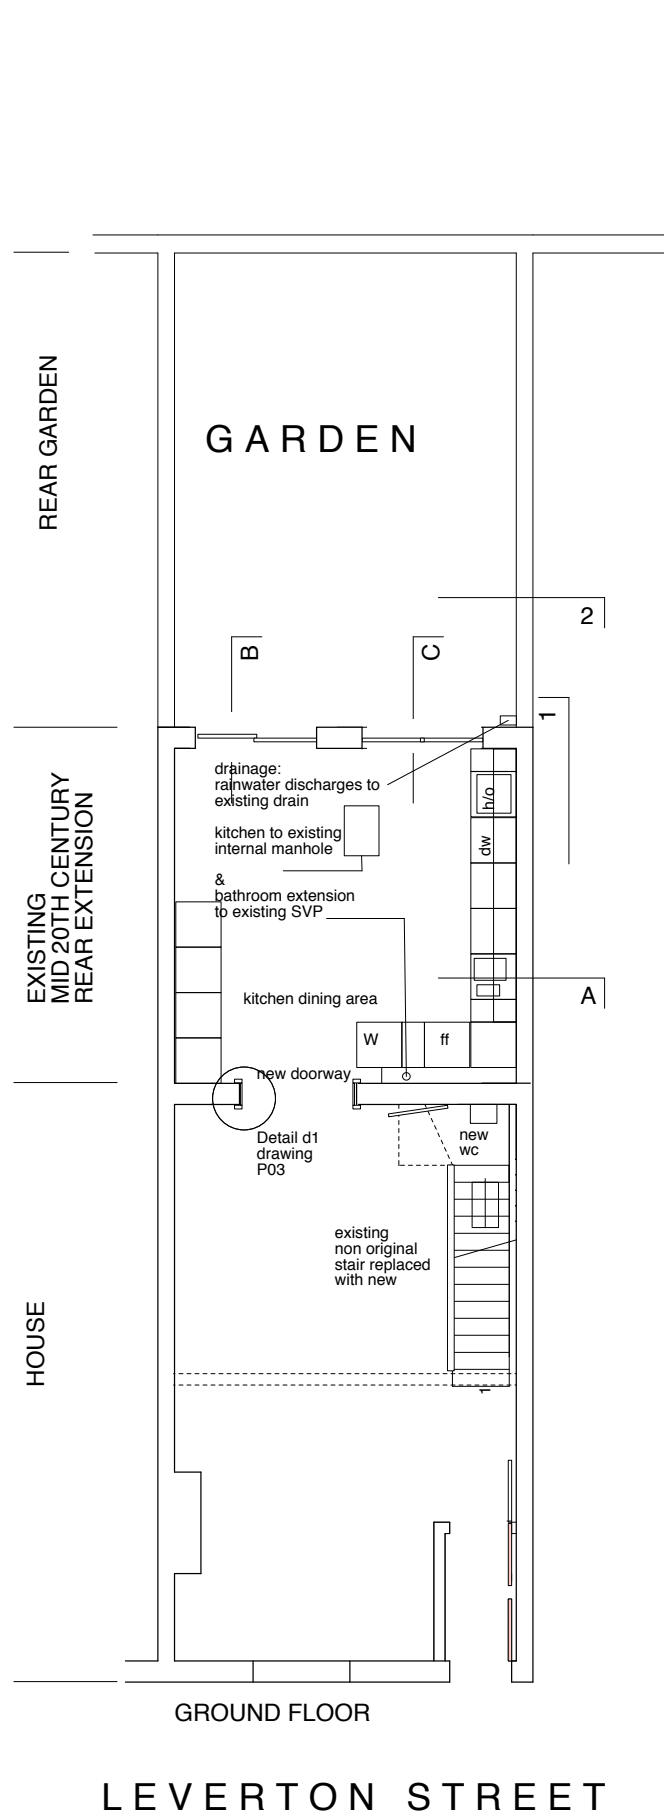 REAR GARDEN
GARDEN
2
B
C
1
drainage:
rainwater discharges to
existing drain
h/o
kitchen to existing
internal manhole
dw
EXISTING
MID 20TH CENTURY
REAR EXTENSION
&
bathroom extension
to existing SVP
kitchen dining area
A
W
ff
new doorway
Detail d1
drawing
P03
new
wc
existing
non original
stair replaced
with new
HOUSE
1
GROUND FLOOR
LEVERTON STREET